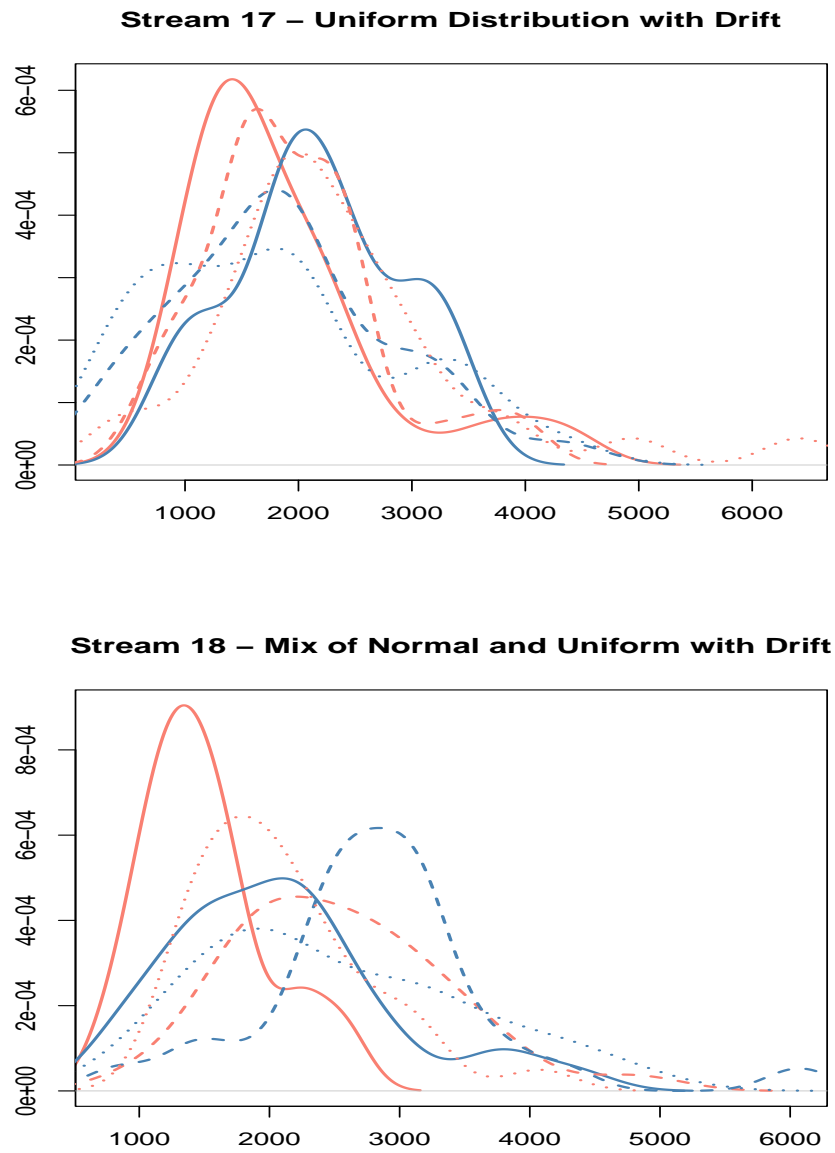 Stream 17 – Uniform Distribution with Drift
6e−04
4e−04
2e−04
0e+00
1000 2000 3000 4000 5000 6000
Stream 18 – Mix of Normal and Uniform with Drift
8e−04
6e−04
4e−04
2e−04
0e+00
1000 2000 3000 4000 5000 6000